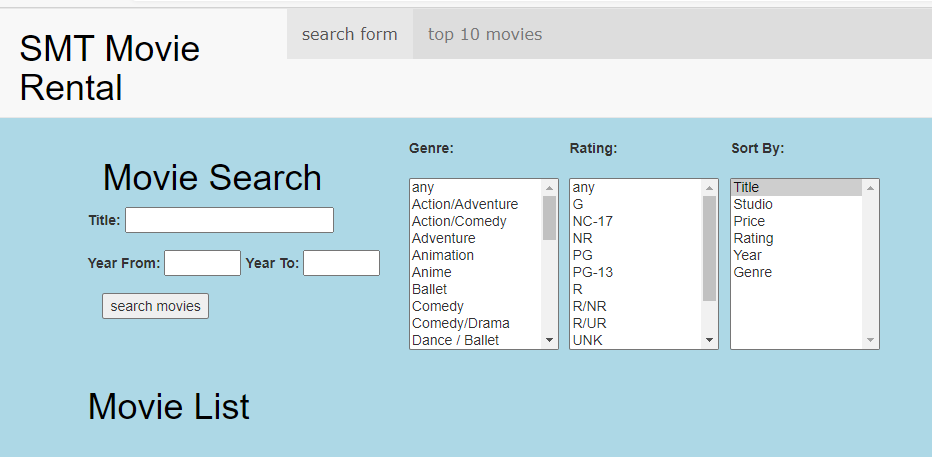 SMT Movie
Rental
search form
top 10 movies
Movie Search
Title:
Year From:
Year To:
search movies
Genre:
any
Action/Adventure
Action/Comedy
Adventure
Animation
Anime
Ballet
Comedy
Comedy/Drama
Dance / Ballet
Rating:
any
G
NC-17
NR
PG
PG-13
R
R/NR
R/UR
UNK
Sort By:
Title
Studio
Price
Rating
Year
Genre
Movie List